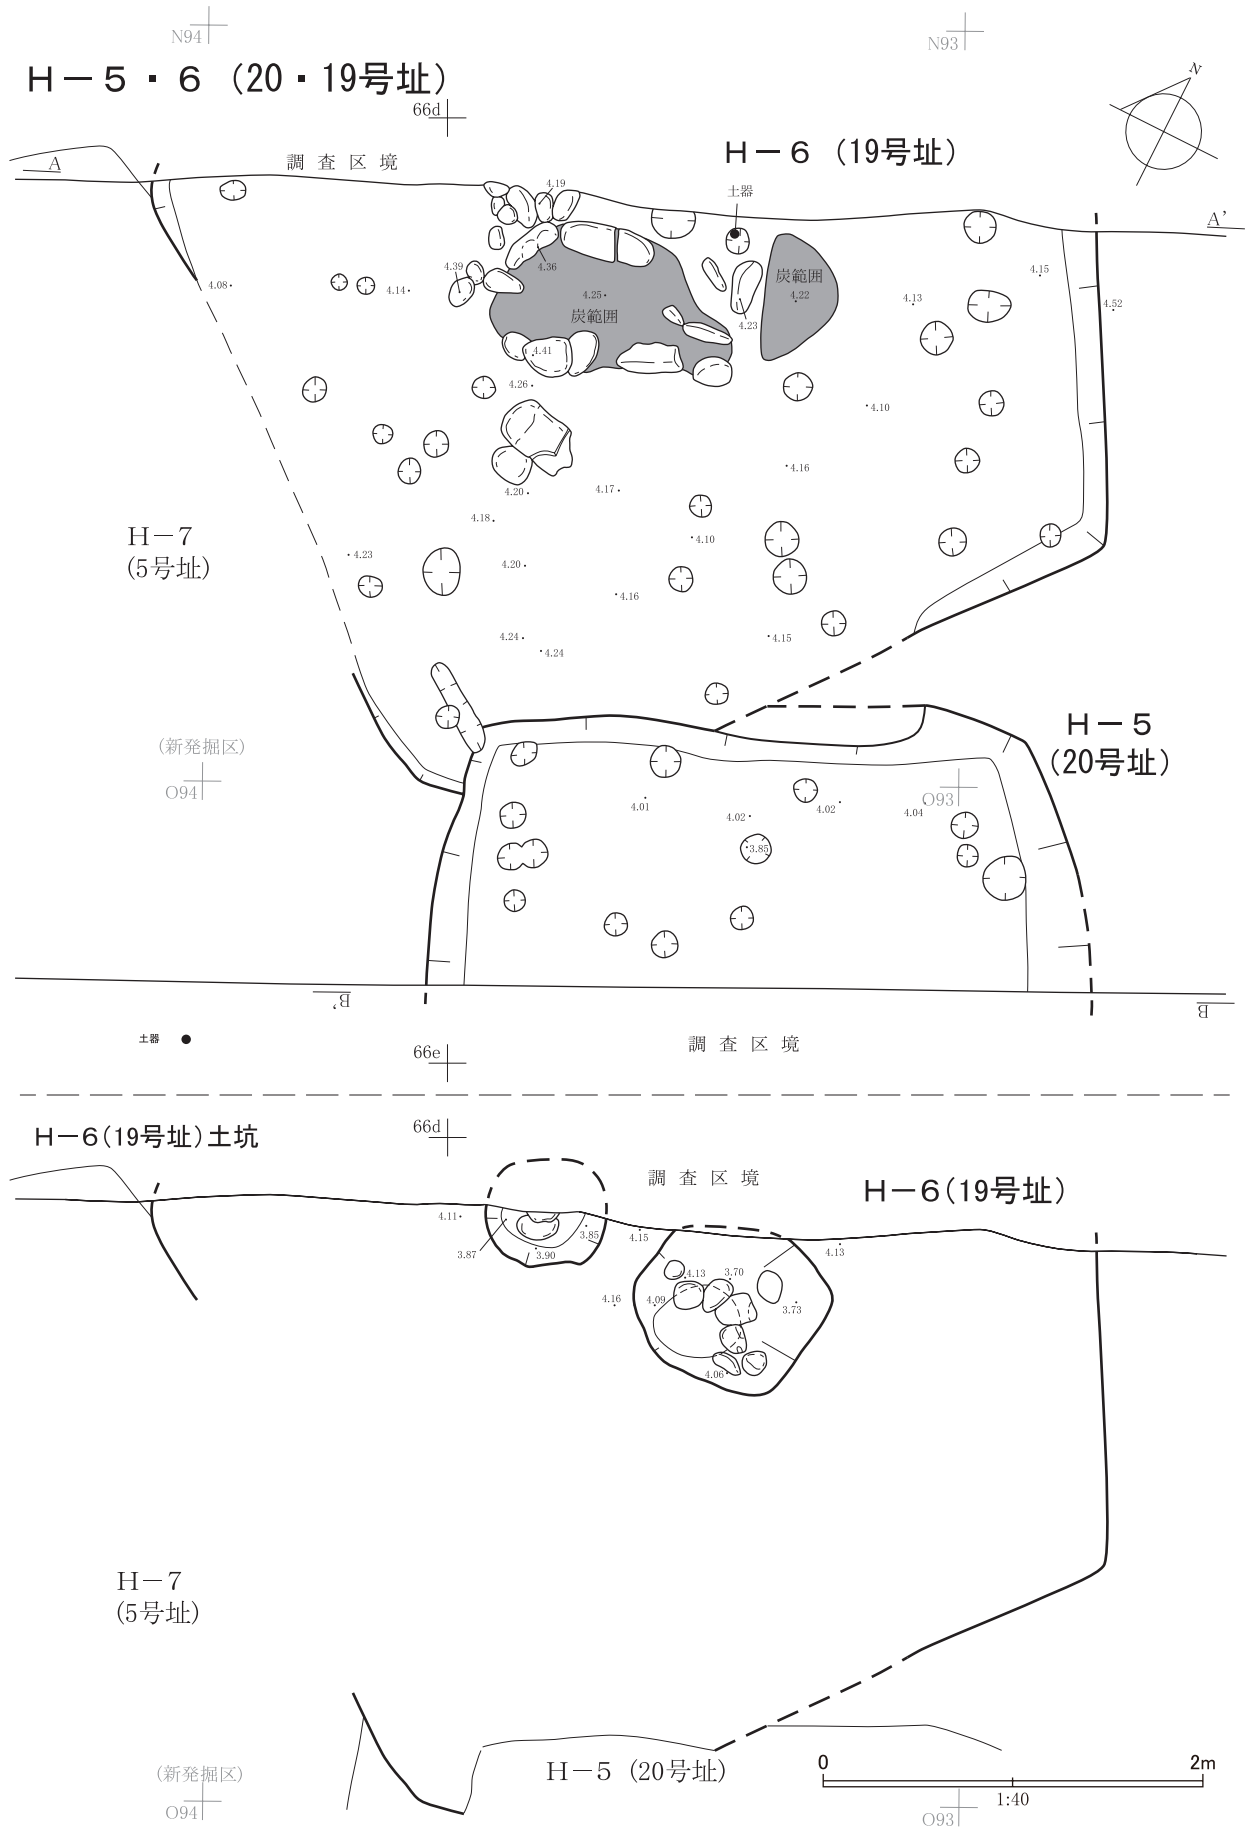 N94
N93
H-5・6 (20・19号址)
66d
N
A
調査区境
H-6 (19号址)
4.19
土器
A'
4.39
4.36
4.08
4.14
4.25
炭範囲
炭範囲
4.22
4.23
4.13
4.15
4.52
4.41
4.26
4.10
4.16
4.20
4.17
4.18
4.10
H-7
(5号址)
4.23
4.20
4.16
4.24
4.24
4.15
(新発掘区)
O94
H-5
(20号址)
4.01
4.02
4.02
4.04
O93
3.85
B'
B
土器
66e
調査区境
H-6(19号址)土坑
66d
調査区境
H-6(19号址)
4.11
3.87
3.90
3.85
4.15
4.13
4.13
3.70
4.16
4.09
3.73
4.06
H-7
(5号址)
(新発掘区)
O94
H-5 (20号址)
0
2m
1:40
O93